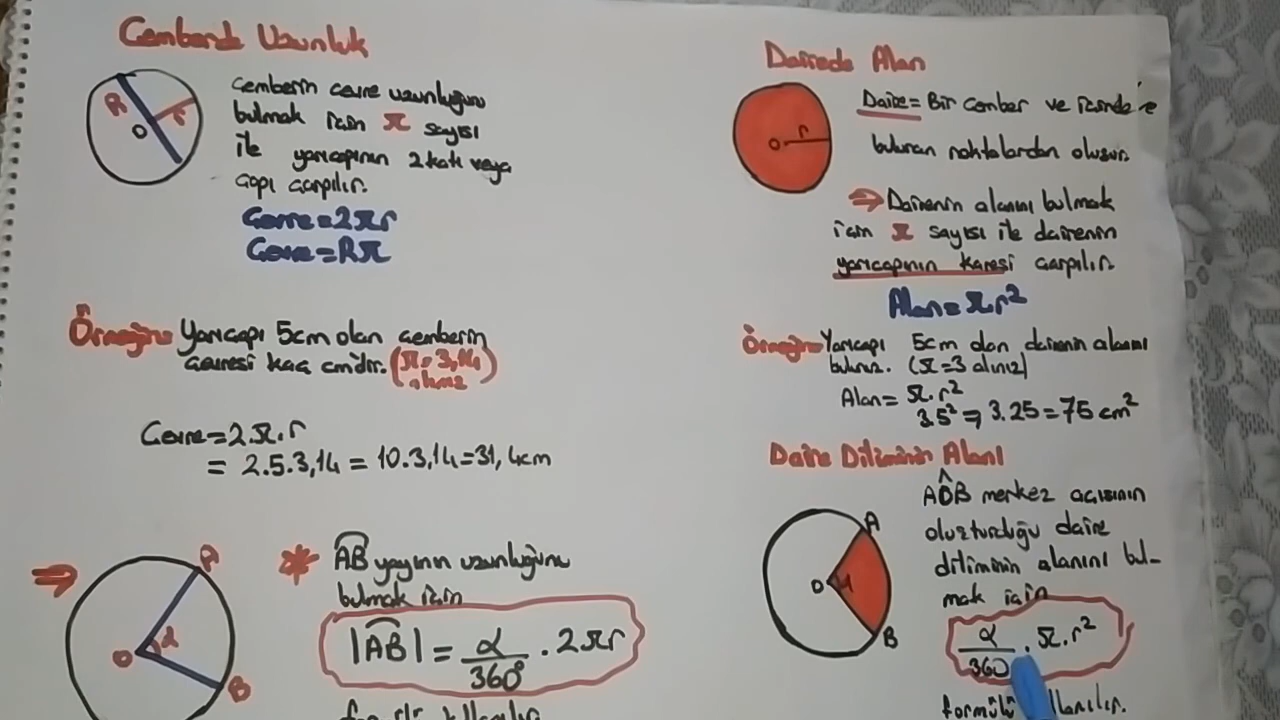 Çemberde Uzunluk
R
r
O
Çemberin çevre uzunluğunu
bulmak için π sayısı
ile yarıçapının 2 katı veya
çapı çarpılır.
Çevre=2πr
Çevre=Rπ
Örneğin: Yarıçapı 5cm olan çemberin
çevresi kaç cm'dir. (π=3,14
alınız)
Çevre=2.π.r
= 2.5.3,14 = 10.3,14=31,4cm
A
O
α
B
* AB yayının uzunluğunu
bulmak için
|AB| = α/360° . 2πr
Dairede Alan
O
r
Daire= Bir çember ve içinde
bulunan noktalardan oluşur.
⇒ Dairenin alanını bulmak
için π sayısı ile dairenin
yarıçapının karesi çarpılır.
Alan=π.r²
Örneğin: Yarıçapı 5cm olan dairenin alanını
bulunuz. (π=3 alınız)
Alan= π.r²
3.5² ⇒ 3.25=75 cm²
Daire Diliminin Alanı
A
O
B
AOB merkez açısının
oluşturduğu daire
diliminin alanını bul-
mak için
α/360 . π.r²
formülü